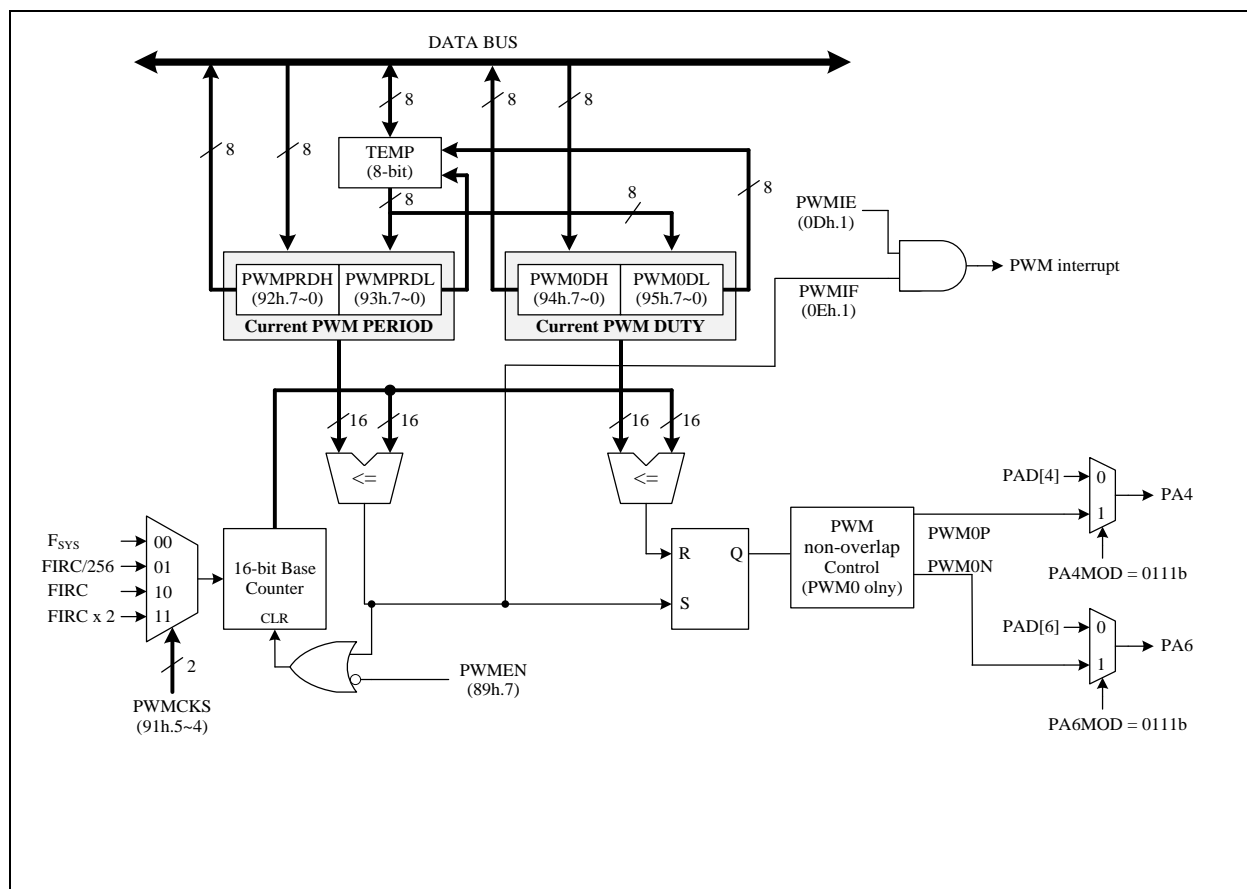 DATA BUS
8
8
8
8
8
TEMP
(8-bit)
8
8
8
8
PWMIE
(0Dh.1)
PWM interrupt
PWMIF
(0Eh.1)
PWMPRDH
(92h.7~0)
PWMPRDL
(93h.7~0)
Current PWM PERIOD
PWM0DH
(94h.7~0)
PWM0DL
(95h.7~0)
Current PWM DUTY
16
16
16
16
<=
<=
FSYS
FIRC/256
FIRC
FIRC x 2
00
01
10
11
16-bit Base
Counter
CLR
2
PWMCKS
(91h.5~4)
PWMEN
(89h.7)
R
S
Q
PWM
non-overlap
Control
(PWM0 olny)
PWM0P
PWM0N
PAD[4]
0
1
PA4
PA4MOD = 0111b
PAD[6]
0
1
PA6
PA6MOD = 0111b